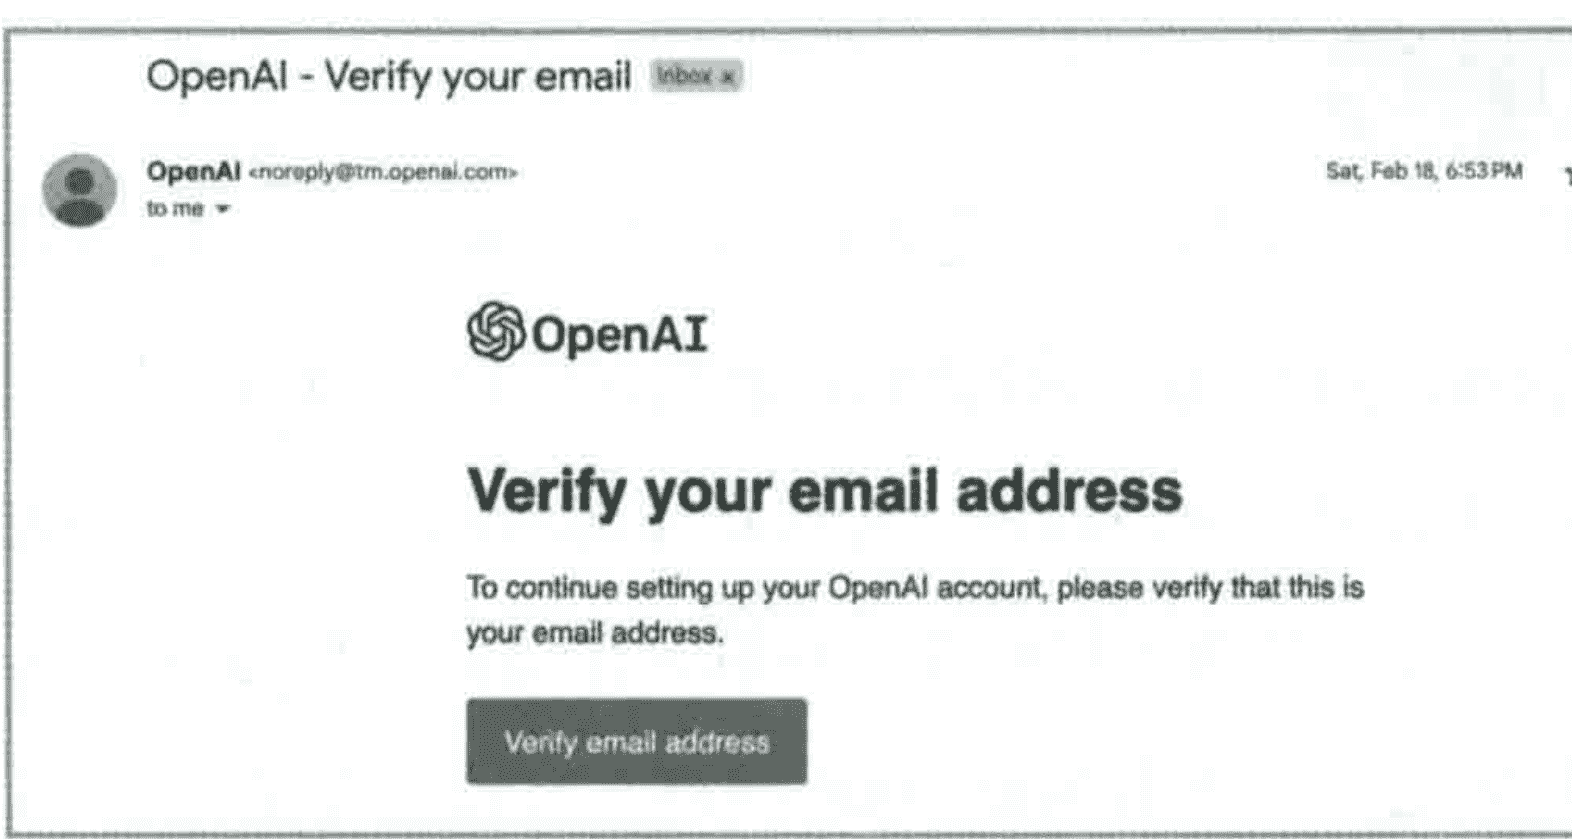 OpenAI - Verify your email Inbox x
OpenAI <noreply@tm.openai.com> Sat, Feb 18, 6:53 PM
to me
OpenAI
Verify your email address
To continue setting up your OpenAI account, please verify that this is
your email address.
Verify email address